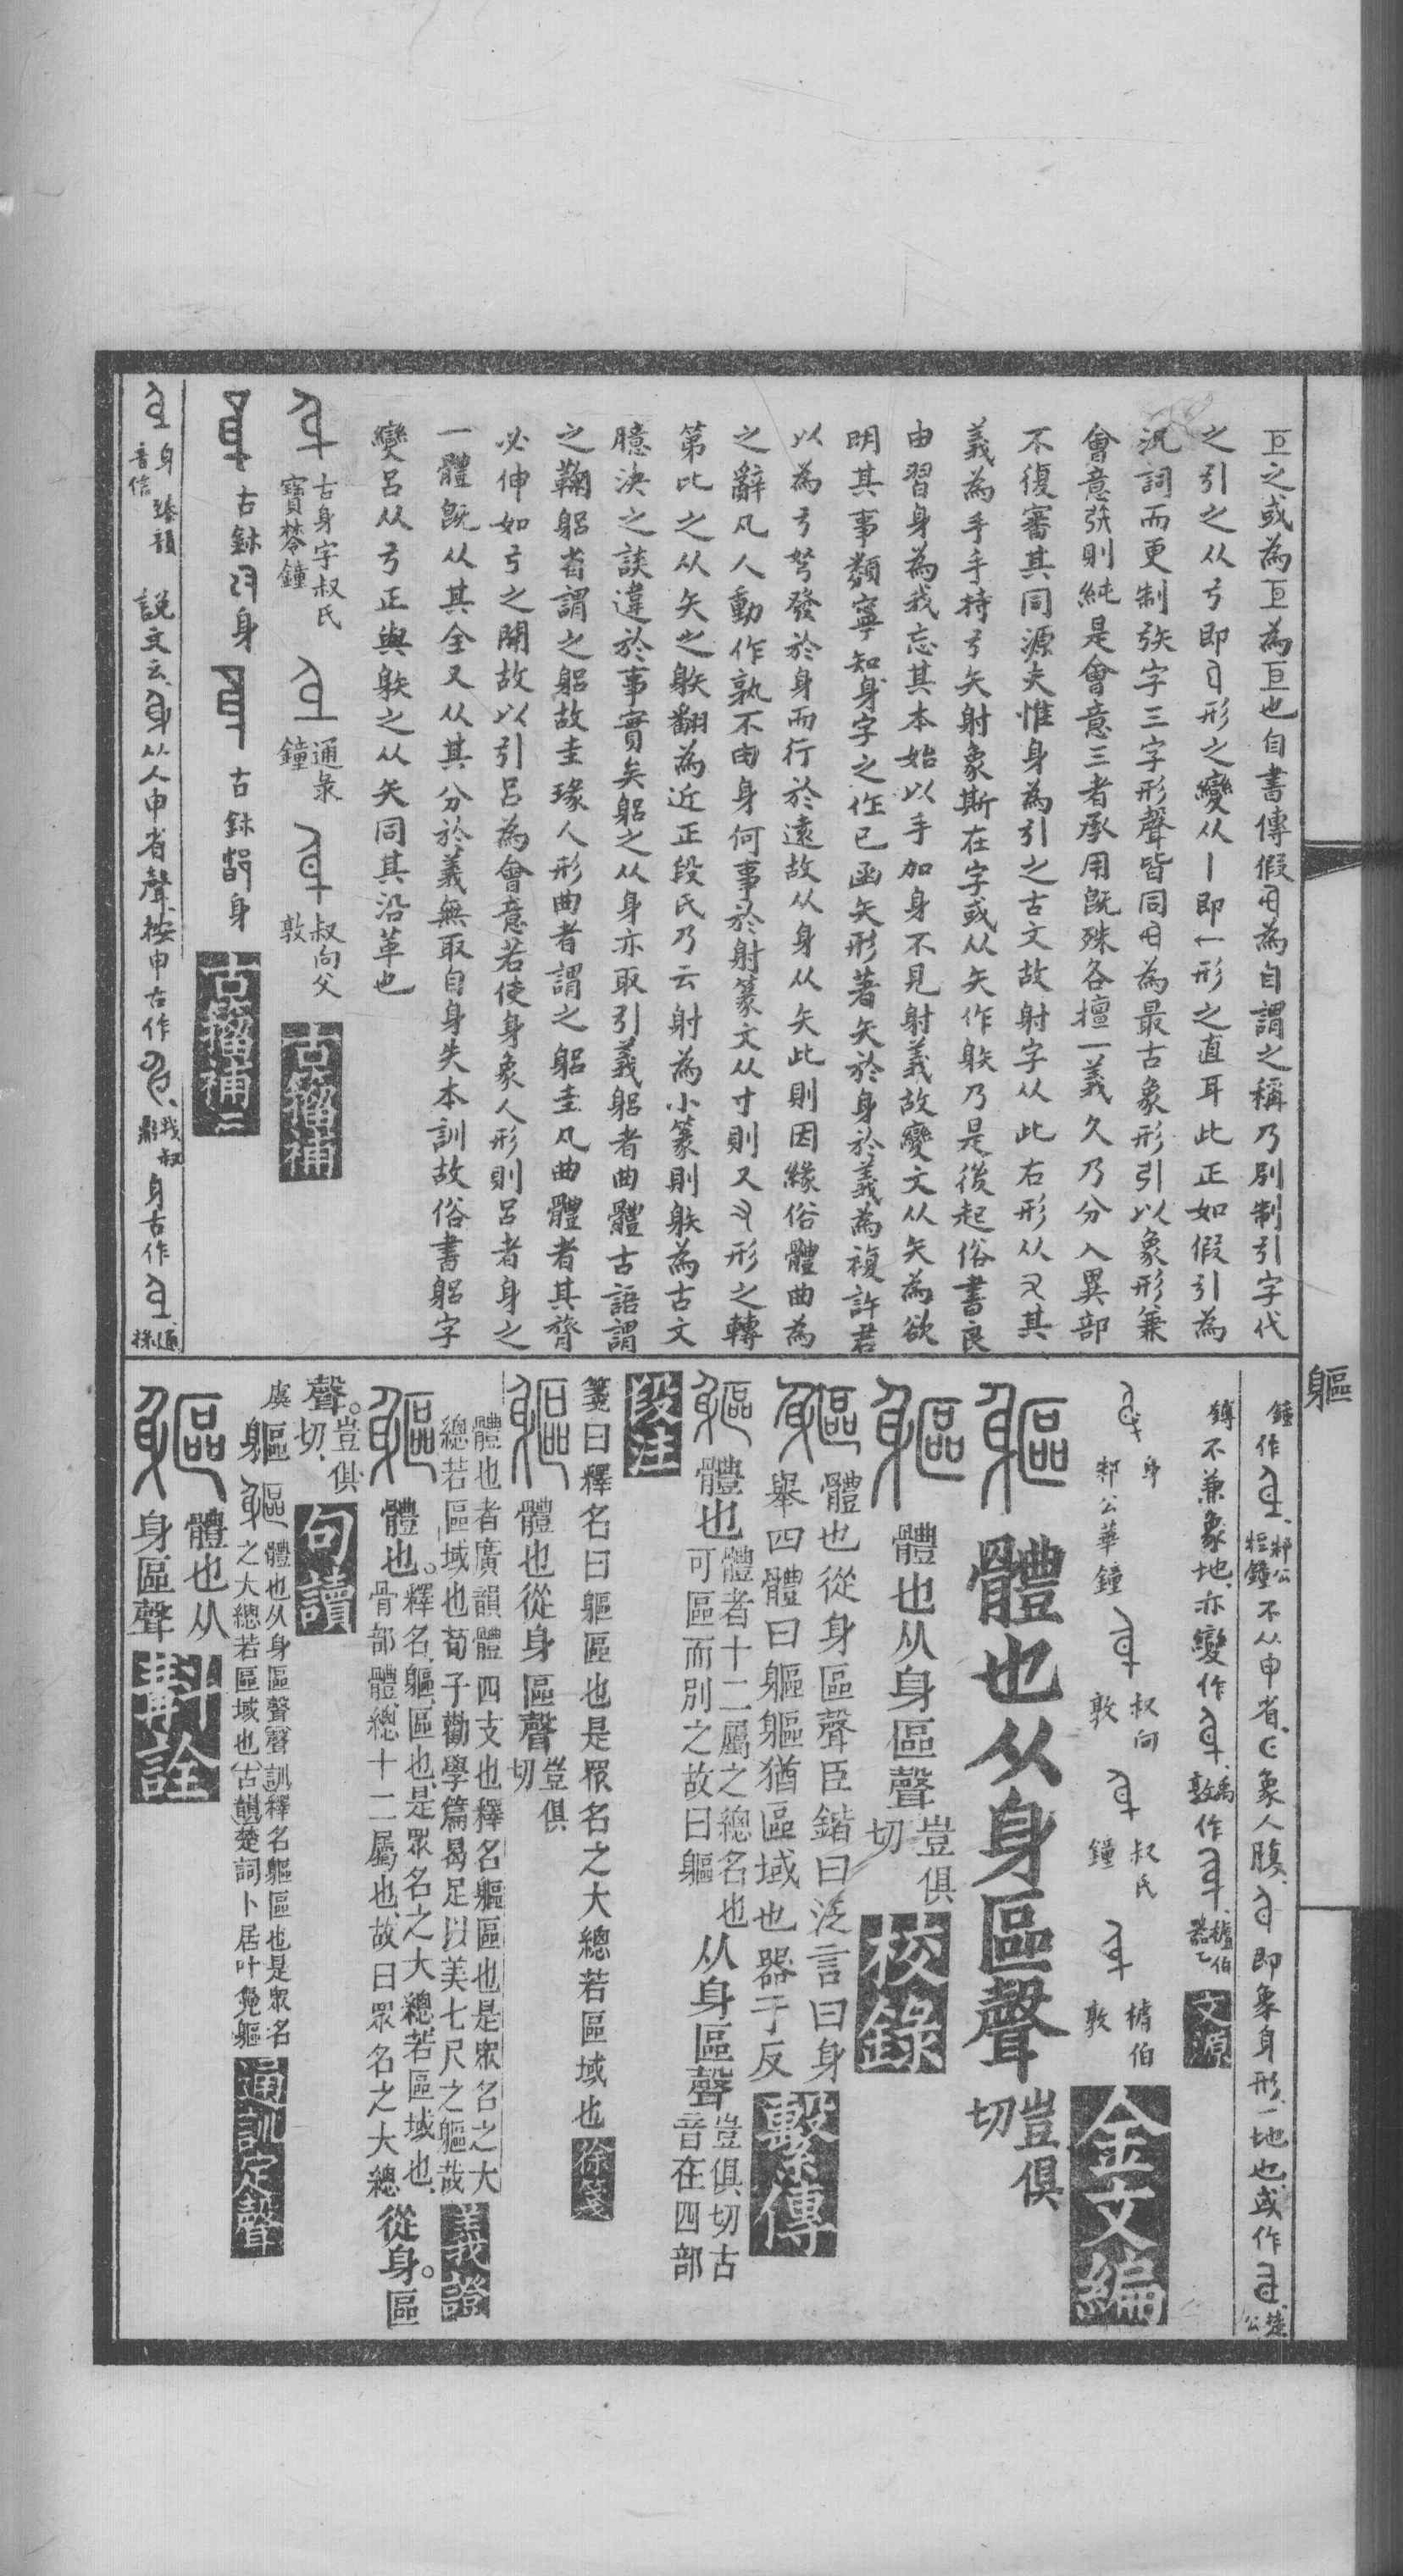 之或為為也自書傳假為自謂之稱乃別制引字代
之引之从弓即形之變从丨即形之直耳此正如假引為
況詞而更制矤字三字形聲皆同為最古象形引以象形兼
會意矤則純是會意三者承用既殊各擅一義久乃分入異部
不復審其同源夫惟身為引之古文故射字从此右形从又其
義為手手持弓矢射象斯在字或从矢作躲乃是後起俗書良
由習身為我忘其本始以手加身不見射義故變文从矢為欲
明其事類寧知身字之作已函矢形著矢於身於義為複許君
以為弓弩發於身而行於遠故从身从矢此則因緣俗體曲為
之辭凡人動作孰不由身何事於射篆文从寸則又形之轉
第比之从矢之躲翻為近正段氏乃云射為小篆則躲為古文
臆決之談違於事實矣躳之从身亦取引義躳者曲體古語謂
之鞠躳省謂之躳故圭瑑人形曲者謂之躳圭凡曲體者其膂
必伸如弓之開故以引呂為會意若使身象人形則呂者身之
一體既从其全又从其分於義無取自身失本訓故俗書躳字
變呂从弓正與躲之从矢同其沿革也
古身字叔氏
寶棽鐘
通彔
鐘
叔向父
敦
古籀補
古鉢身
古鉢身
古籀補二
身臻韻
音信
說文云从人申省聲按申古作
身古作
軀
鐘作
邾公
牼鐘
不从申省象人腹即象身形一地也或作
楚公
鎛不兼象地亦變作
禹
敦
作
樝伯
器乙
文源
身
邾公華鐘
叔向
敦
叔氏
鐘
樝伯
敦
金文編
軀 體也从身區聲
豈俱
切
軀 體也从身區聲
豈俱
切
校錄
軀 體也從身區聲臣鍇曰泛言曰身
舉四體曰軀軀猶區域也器于反
繫傳
軀 體也
體者十二屬之總名也
可區而別之故曰軀
从身區聲
豈俱切古
音在四部
段注
箋曰釋名曰軀區也是眾名之大總若區域也
徐箋
軀 體也從身區聲
豈俱
切
體也者廣韻體四支也釋名軀區也是眾名之大
總若區域也荀子勸學篇曷足以美七尺之軀哉
義證
軀 體也。
釋名軀區也是眾名之大總若區域也
骨部體總十二屬也故曰眾名之大總
從身。區
聲。
豈俱
切
句讀
虞軀
軀
體也从身區聲聲訓釋名軀區也是眾名
之大總若區域也古韻楚詞卜居叶鳧軀
通訓定聲
軀 體也从
身區聲
斠詮